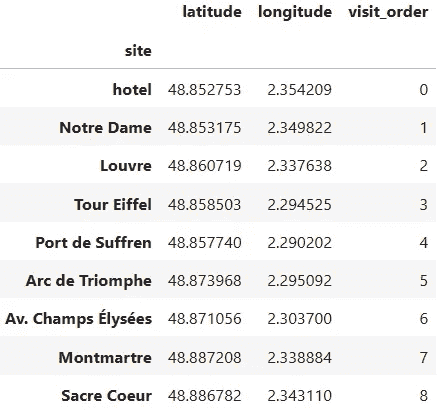 latitude longitude visit_order
site
hotel 48.852753 2.354209 0
Notre Dame 48.853175 2.349822 1
Louvre 48.860719 2.337638 2
Tour Eiffel 48.858503 2.294525 3
Port de Suffren 48.857740 2.290202 4
Arc de Triomphe 48.873968 2.295092 5
Av. Champs Élysées 48.871056 2.303700 6
Montmartre 48.887208 2.338884 7
Sacre Coeur 48.886782 2.343110 8